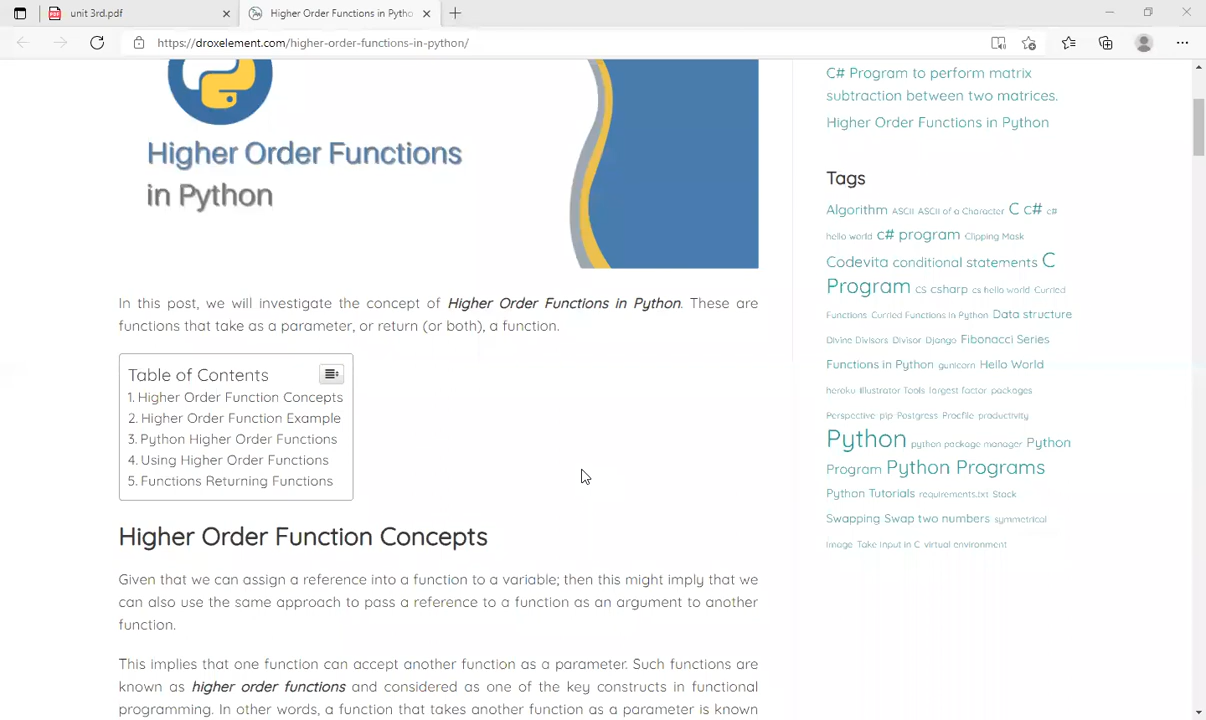 unit 3rd.pdf
Higher Order Functions in Pytho
https://droxelement.com/higher-order-functions-in-python/
Higher Order Functions
in Python
In this post, we will investigate the concept of Higher Order Functions in Python. These are
functions that take as a parameter, or return (or both), a function.
Table of Contents
1. Higher Order Function Concepts
2. Higher Order Function Example
3. Python Higher Order Functions
4. Using Higher Order Functions
5. Functions Returning Functions
Higher Order Function Concepts
Given that we can assign a reference into a function to a variable; then this might imply that we
can also use the same approach to pass a reference to a function as an argument to another
function.
This implies that one function can accept another function as a parameter. Such functions are
known as higher order functions and considered as one of the key constructs in functional
programming. In other words, a function that takes another function as a parameter is known
C# Program to perform matrix
subtraction between two matrices.
Higher Order Functions in Python
Tags
Algorithm ASCII ASCII of a Character C c# c#
hello world c# program Clipping Mask
Codevita conditional statements C
Program CS csharp cs hello world Curried
Functions Curried Functions in Python Data structure
Divine Divisors Divisor Django Fibonacci Series
Functions in Python gunicorn Hello World
heroku Illustrator Tools largest factor packages
Perspective pip Postgress Procfile productivity
Python python package manager Python
Program Python Programs
Python Tutorials requirements.txt Stack
Swapping Swap two numbers symmetrical
Image Take Input in C virtual environment